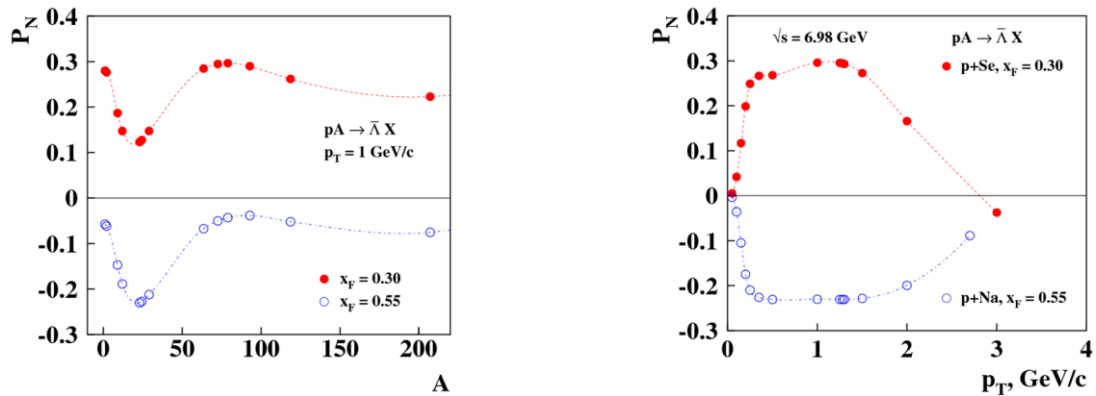 P_N
0.4
0.3
0.2
0.1
0
-0.1
-0.2
-0.3
pA → Λ̄ X
p_T = 1 GeV/c
x_F = 0.30
x_F = 0.55
0 50 100 150 200
A
P_N
0.4
0.3
0.2
0.1
0
-0.1
-0.2
-0.3
√s = 6.98 GeV
pA → Λ̄ X
p+Se, x_F = 0.30
p+Na, x_F = 0.55
0 1 2 3 4
p_T, GeV/c